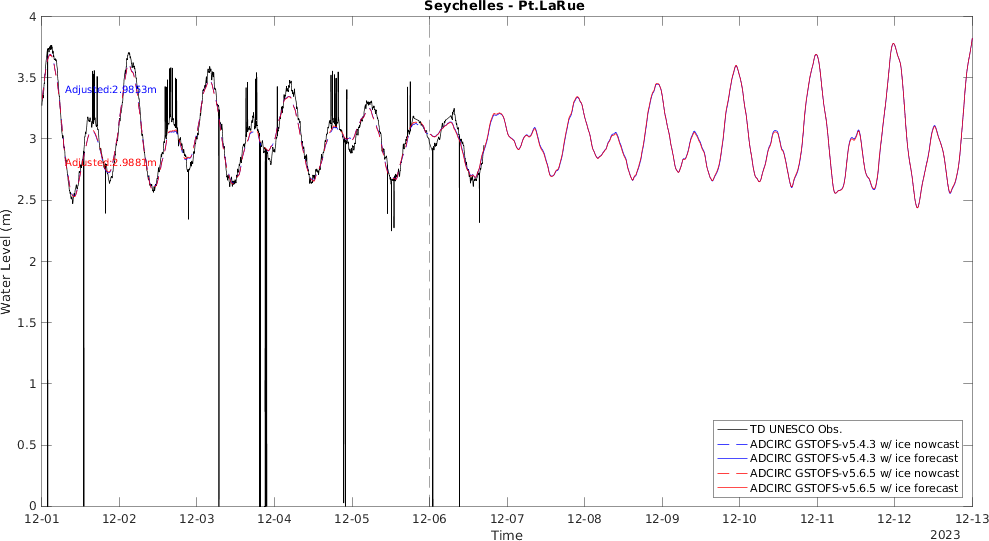 Seychelles - Pt.LaRue
4
3.5
3
2.5
2
1.5
1
0.5
0
Water Level (m)
Adjusted:2.9853m
Adjusted:2.9881m
TD UNESCO Obs.
ADCIRC GSTOFS-v5.4.3 w/ ice nowcast
ADCIRC GSTOFS-v5.4.3 w/ ice forecast
ADCIRC GSTOFS-v5.6.5 w/ ice nowcast
ADCIRC GSTOFS-v5.6.5 w/ ice forecast
12-01 12-02 12-03 12-04 12-05 12-06 12-07 12-08 12-09 12-10 12-11 12-12 12-13
Time
2023